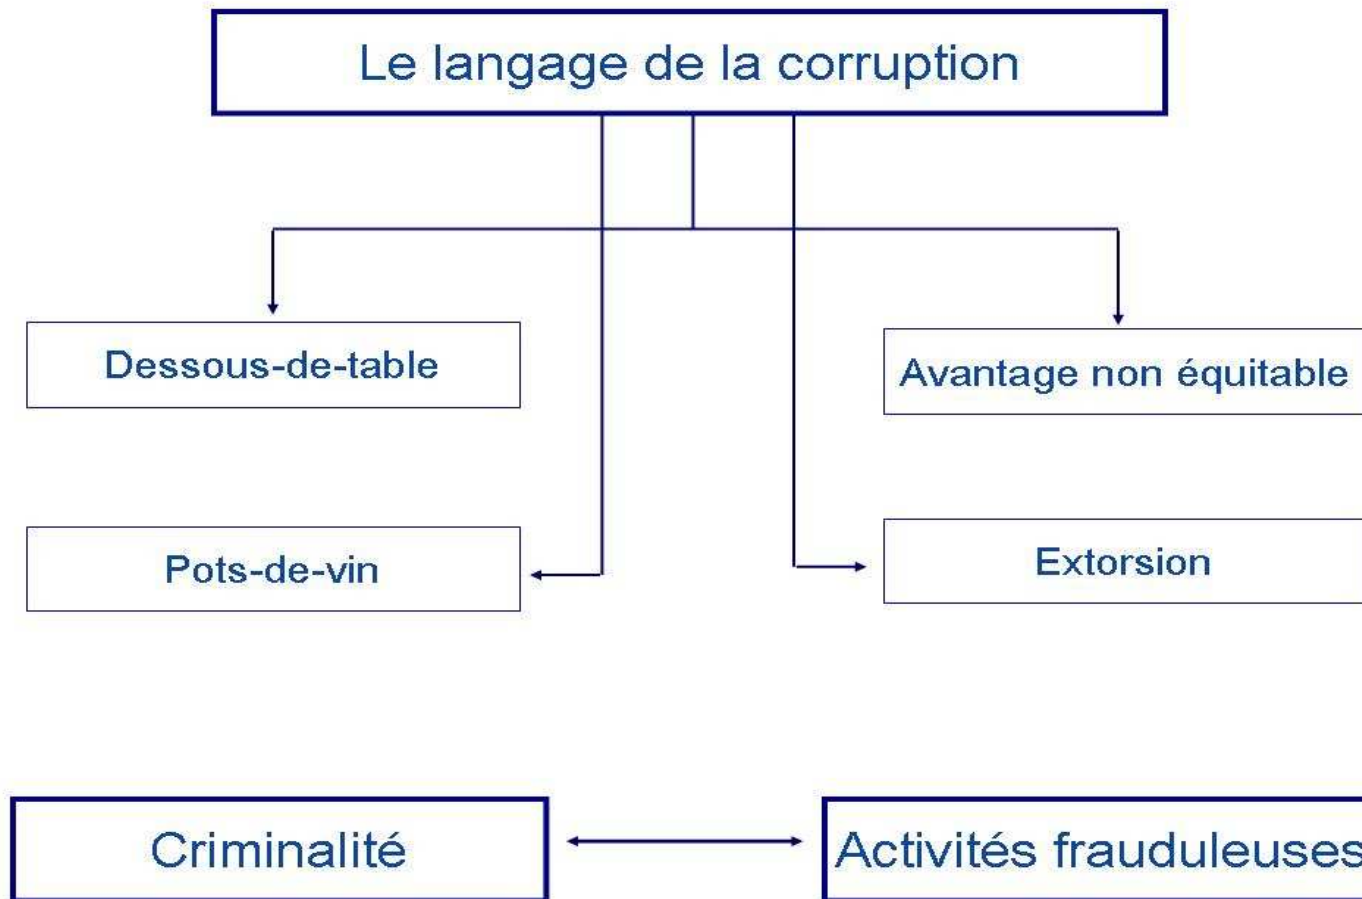 Le langage de la corruption
Dessous-de-table
Avantage non équitable
Pots-de-vin
Extorsion
Criminalité
Activités frauduleuses